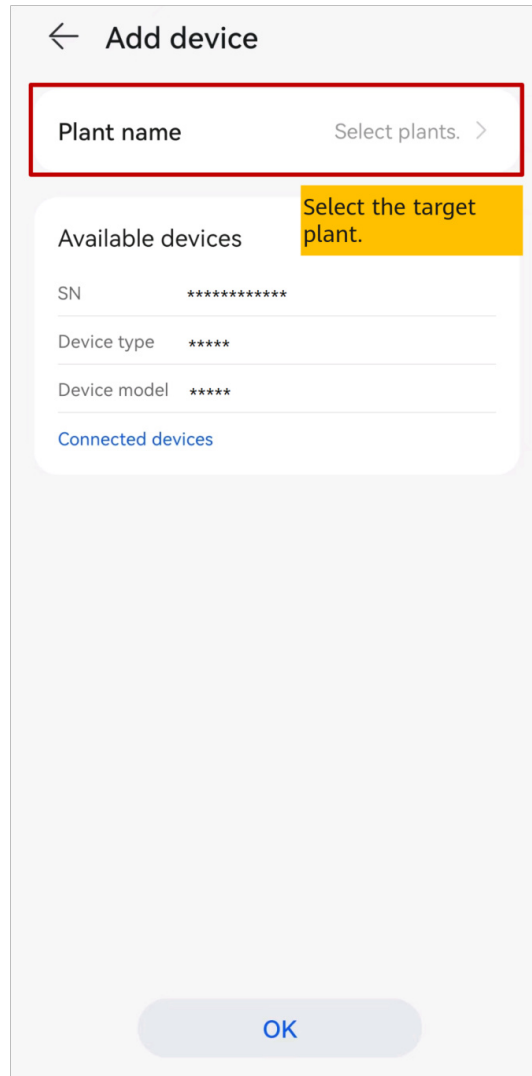 Add device
Plant name
Select plants.
Select the target
plant.
Available devices
SN ************
Device type *****
Device model *****
Connected devices
OK